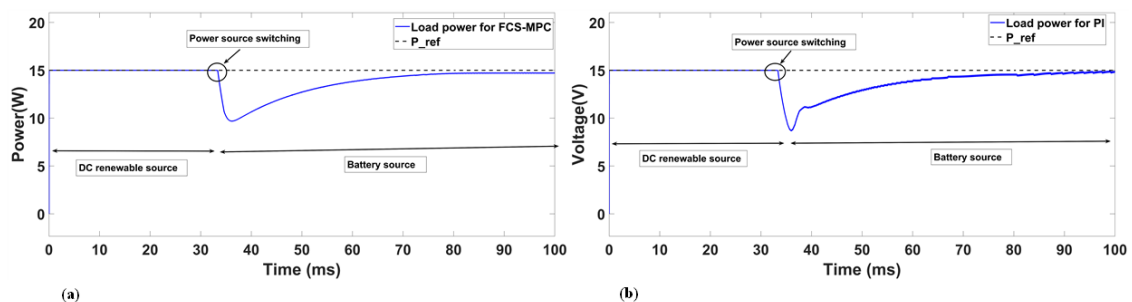 20
15
10
5
0
Power(W)
Load power for FCS-MPC
P_ref
Power source switching
DC renewable source
Battery source
0 10 20 30 40 50 60 70 80 90 100
Time (ms)
(a)
20
15
10
5
0
Voltage(V)
Load power for PI
P_ref
Power source switching
DC renewable source
Battery source
0 10 20 30 40 50 60 70 80 90 100
Time (ms)
(b)